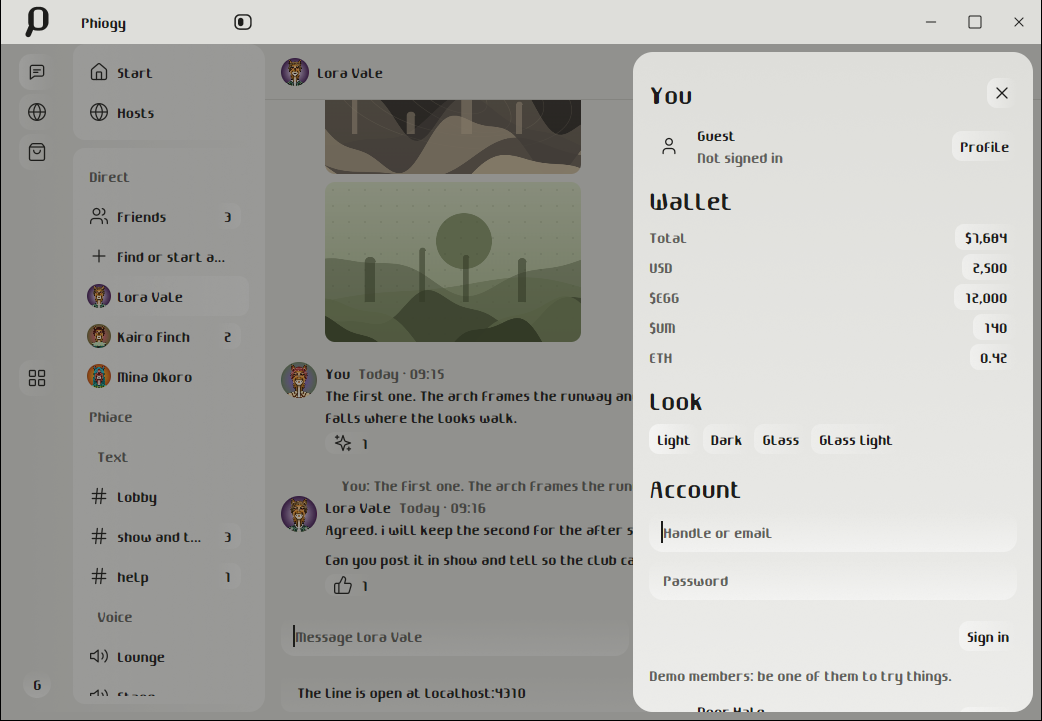 Phiogy
Start
Hosts
Direct
Friends 3
Find or start a...
Lora Vale
Kairo Finch 2
Mina Okoro
Phiace
Text
Lobby
show and t... 3
help 1
Voice
Lounge
G
Lora Vale
You Today · 09:15
The first one. The arch frames the runway
falls where the looks walk.
1
You: The first one. The arch frames the run
Lora Vale Today · 09:16
Agreed. i will keep the second for the after
Can you post it in show and tell so the club
1
Message Lora Vale
The Line is open at localhost:4310
You
Guest
Not signed in
Profile
Wallet
Total $7,684
USD 2,500
$EGG 12,000
$UM 140
ETH 0.42
Look
Light Dark Glass Glass Light
Account
Handle or email
Password
Sign in
Demo members: be one of them to try things.